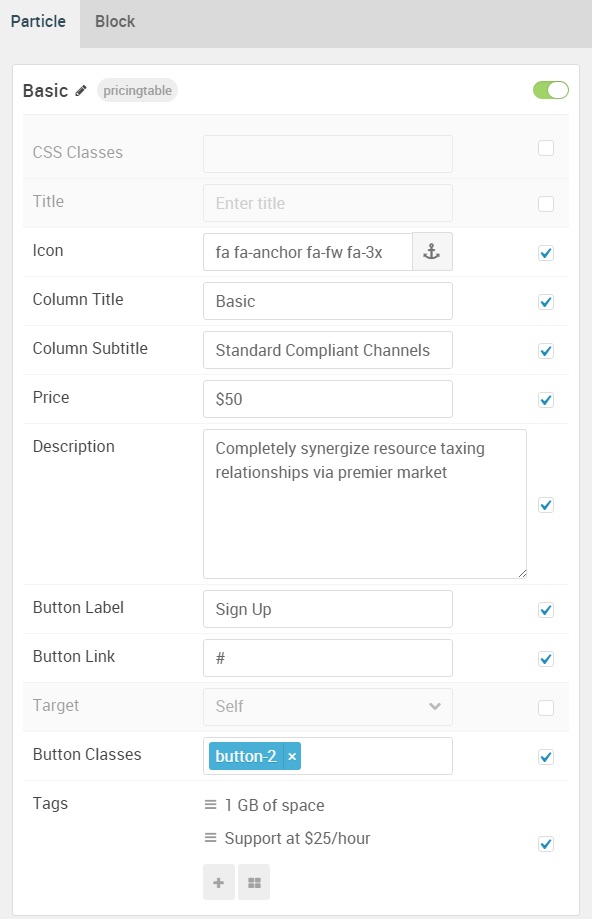 Particle Block
Basic pricingtable
CSS Classes
Title Enter title
Icon fa fa-anchor fa-fw fa-3x
Column Title Basic
Column Subtitle Standard Compliant Channels
Price $50
Description Completely synergize resource taxing
relationships via premier market
Button Label Sign Up
Button Link #
Target Self
Button Classes button-2 ×
Tags 1 GB of space
Support at $25/hour